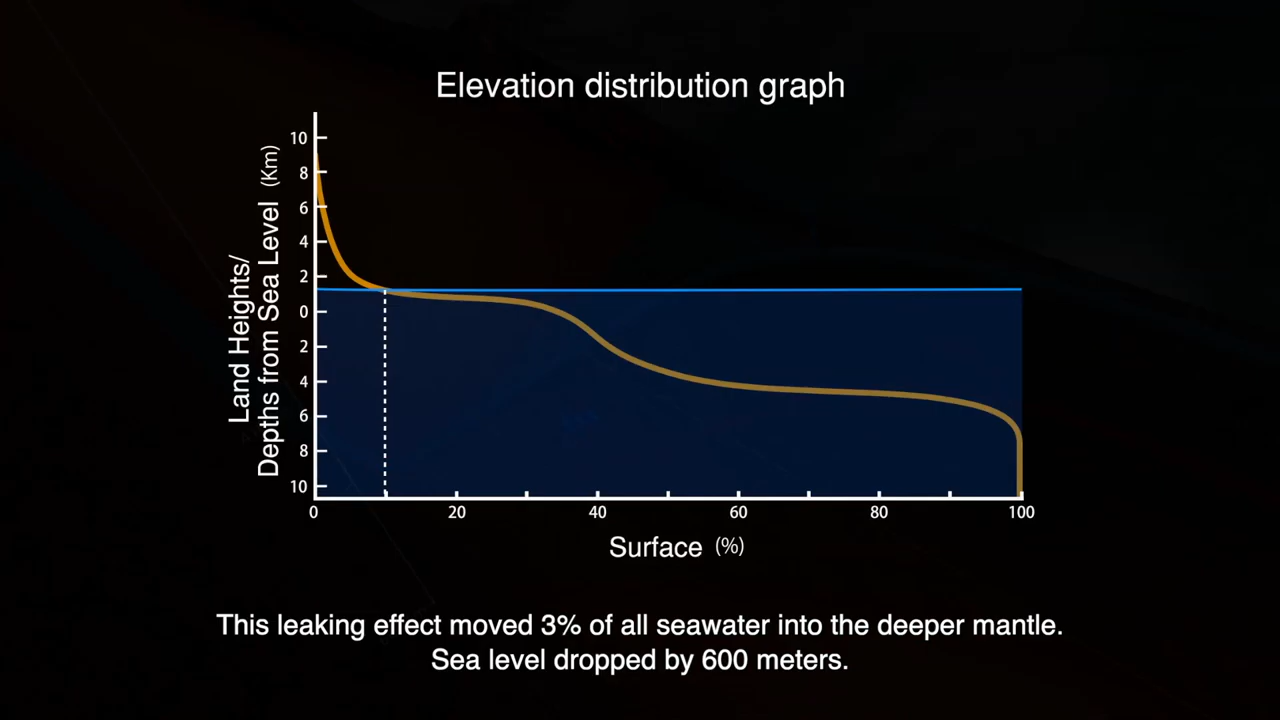 Elevation distribution graph
Land Heights/
Depths from Sea Level (Km)
10
8
6
4
2
0
2
4
6
8
10
0 20 40 60 80 100
Surface (%)
This leaking effect moved 3% of all seawater into the deeper mantle.
Sea level dropped by 600 meters.